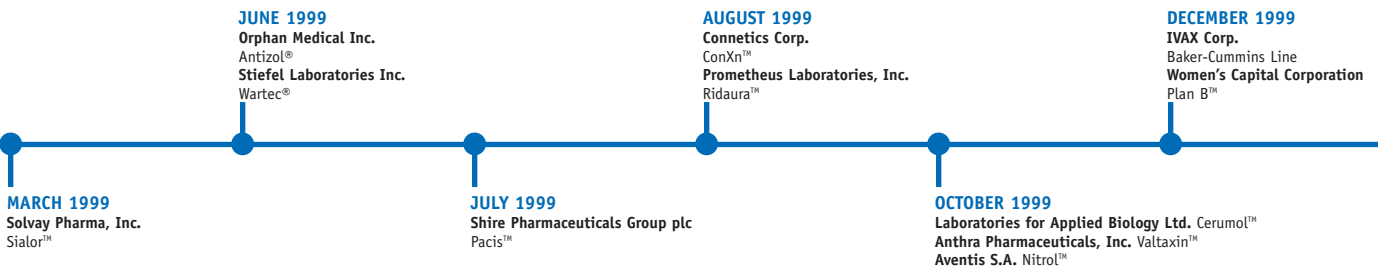 JUNE 1999
Orphan Medical Inc.
Antizol®
Stiefel Laboratories Inc.
Wartec®
AUGUST 1999
Connetics Corp.
ConXn™
Prometheus Laboratories, Inc.
Ridaura™
DECEMBER 1999
IVAX Corp.
Baker-Cummins Line
Women's Capital Corporation
Plan B™
MARCH 1999
Solvay Pharma, Inc.
Sialor™
JULY 1999
Shire Pharmaceuticals Group plc
Pacis™
OCTOBER 1999
Laboratories for Applied Biology Ltd. Cerumol™
Anthra Pharmaceuticals, Inc. Valtaxin™
Aventis S.A. Nitrol™